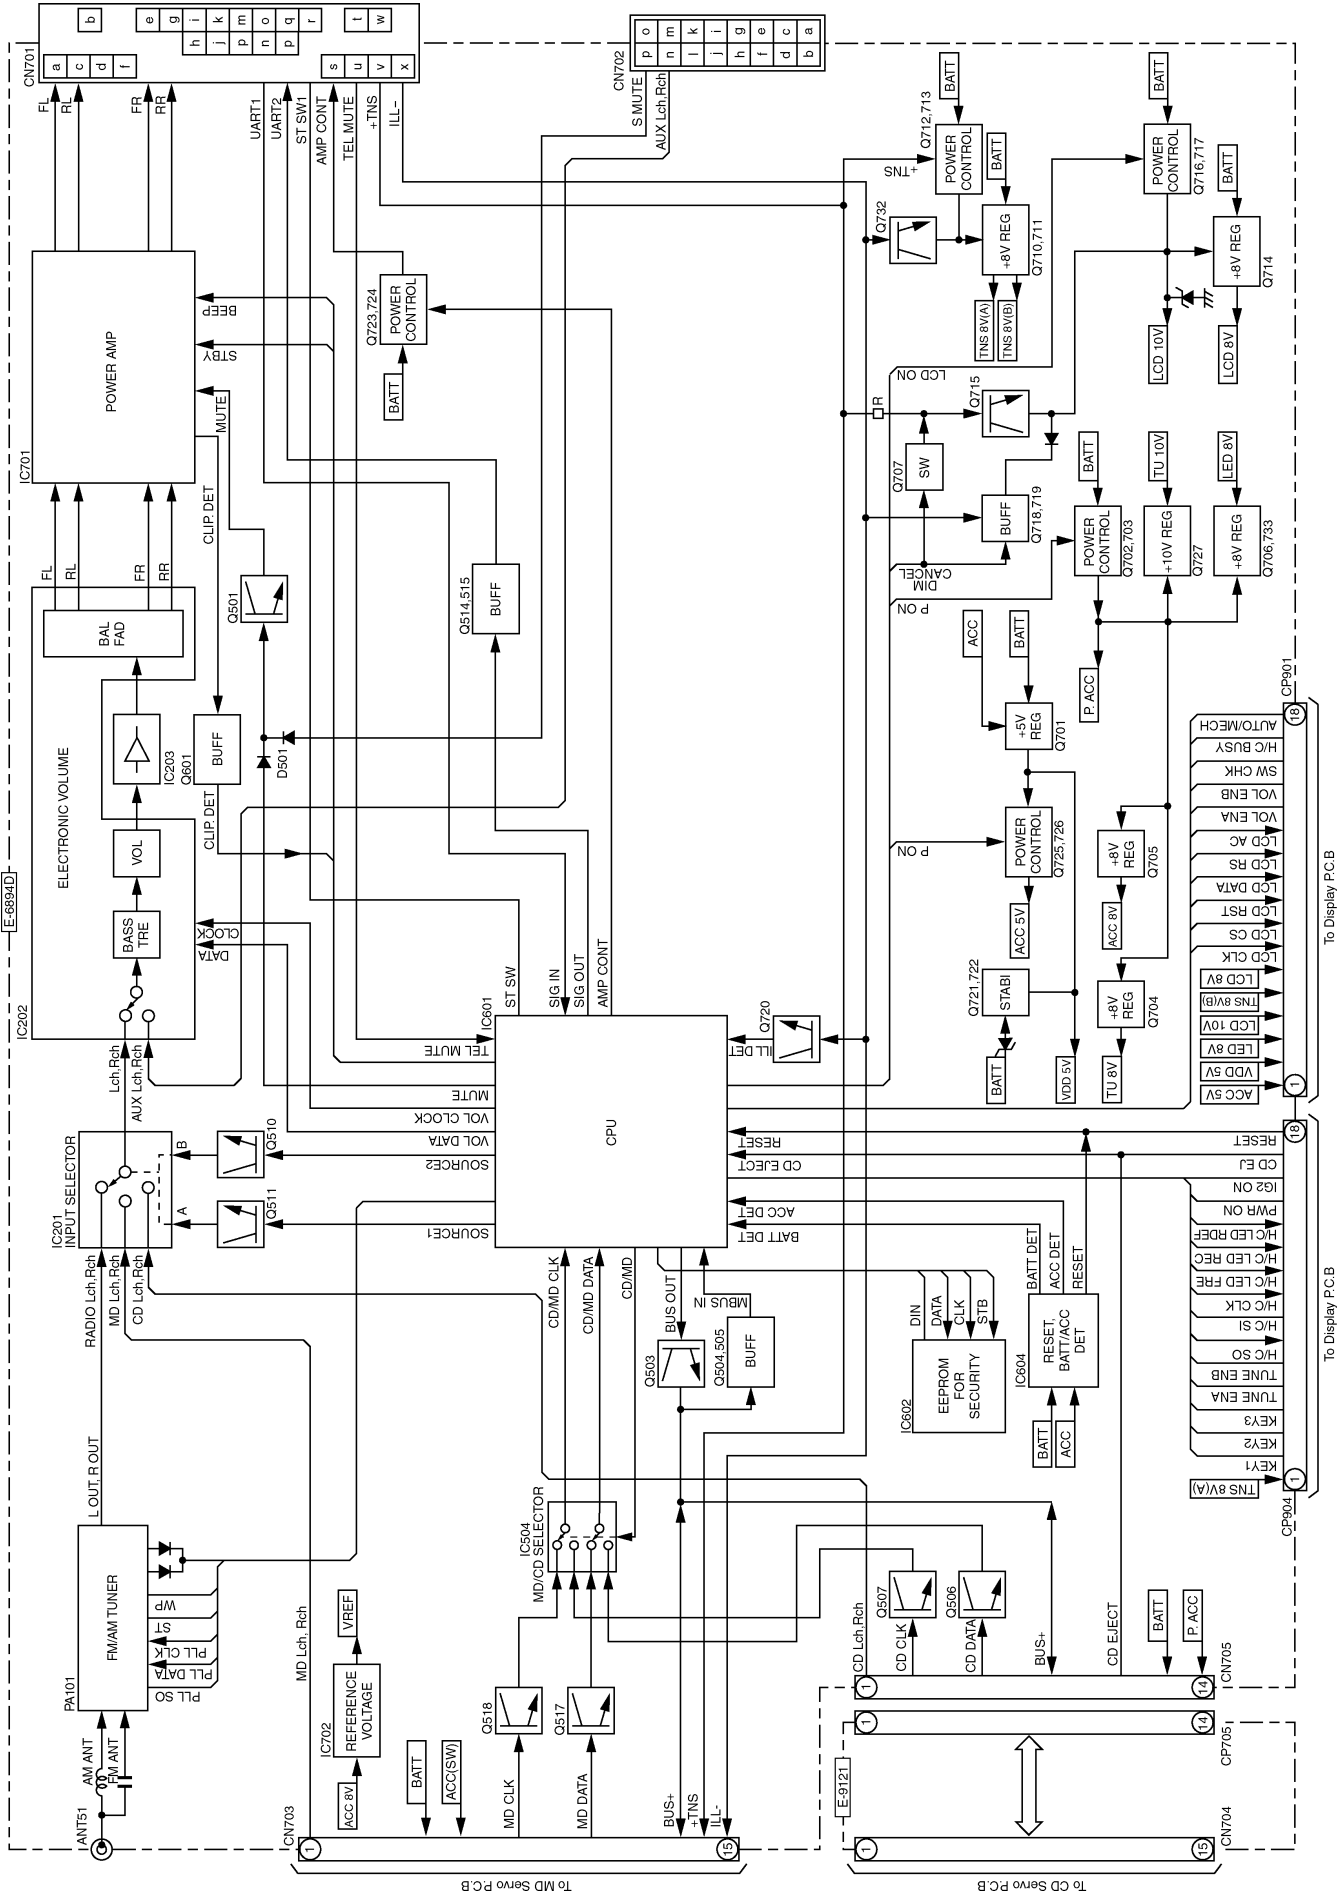 E-6894D
ANT51
AM ANT
FM ANT
PA101
FM/AM TUNER
L OUT, R OUT
PLL SO
PLL DATA
PLL CLK
ST
WP
RADIO Lch,Rch
MD Lch,Rch
CD Lch,Rch
IC201
INPUT SELECTOR
A
B
Q511
Q510
Lch,Rch
AUX Lch,Rch
IC202
ELECTRONIC VOLUME
BASS
TRE
VOL
IC203
BAL
FAD
DATA
CLOCK
FL
RL
FR
RR
IC701
POWER AMP
CLIP. DET
MUTE
STBY
BEEP
FL
RL
FR
RR
CLIP. DET
Q601
BUFF
D501
Q501
Q514,515
BUFF
CN701
a
c
d
f
b
e
g
i
k
m
o
q
r
h
j
p
n
p
t
w
s
u
v
x
UART1
UART2
ST SW1
AMP CONT
TEL MUTE
+TNS
ILL-
CN702
p
o
n
m
l
k
j
i
h
g
f
e
d
c
b
a
S MUTE
AUX Lch,Rch
Q723,724
POWER
CONTROL
BATT
IC601
CPU
ST SW
SIG IN
SIG OUT
AMP CONT
TEL MUTE
MUTE
VOL CLOCK
VOL DATA
SOURCE2
SOURCE1
CD/MD CLK
CD/MD DATA
CD/MD
BUS OUT
MBUS IN
ILL DET
RESET
CD EJECT
ACC DET
BATT DET
Q720
MD Lch, Rch
IC702
REFERENCE
VOLTAGE
VREF
ACC 8V
BATT
ACC(SW)
CN703
1
15
To MD Servo P.C.B
MD CLK
MD DATA
Q518
Q517
IC504
MD/CD SELECTOR
BUS+
+TNS
ILL-
Q503
Q504,505
BUFF
IC602
EEPROM
FOR
SECURITY
DIN
DATA
CLK
STB
IC604
RESET,
BATT/ACC
DET
BATT DET
ACC DET
RESET
BATT
ACC
Q507
Q506
CD Lch,Rch
CD CLK
CD DATA
BUS+
CD EJECT
BATT
P. ACC
1
14
CN705
1
14
CP705
E-9121
1
15
CN704
To CD Servo P.C.B
Q732
+TNS
Q712,713
POWER
CONTROL
BATT
BATT
+8V REG
Q710,711
TNS 8V(A)
TNS 8V(B)
BATT
POWER
CONTROL
Q716,717
BATT
+8V REG
Q714
LCD 10V
LCD 8V
LCD ON
R
Q715
Q707
SW
BUFF
Q718,719
DIM
CANCEL
P ON
BATT
POWER
CONTROL
Q702,703
TU 10V
+10V REG
Q727
LED 8V
+8V REG
Q706,733
P. ACC
ACC
BATT
+5V
REG
Q701
P ON
POWER
CONTROL
Q725,726
ACC 5V
Q721,722
STABI
BATT
VDD 5V
+8V
REG
Q705
ACC 8V
+8V
REG
Q704
TU 8V
CP901
18
1
AUTO/MECH
H/C BUSY
SW CHK
VOL ENB
VOL ENA
LCD AC
LCD RS
LCD DATA
LCD RST
LCD CS
LCD CLK
LCD 8V
TNS 8V(B)
LCD 10V
LED 8V
VDD 5V
ACC 5V
To Display P.C.B
CP904
18
1
RESET
CD EJ
IG2 ON
PWR ON
H/C LED RDEF
H/C LED REC
H/C LED FRE
H/C CLK
H/C SI
H/C SO
TUNE ENB
TUNE ENA
KEY3
KEY2
KEY1
TNS 8V(A)
To Display P.C.B